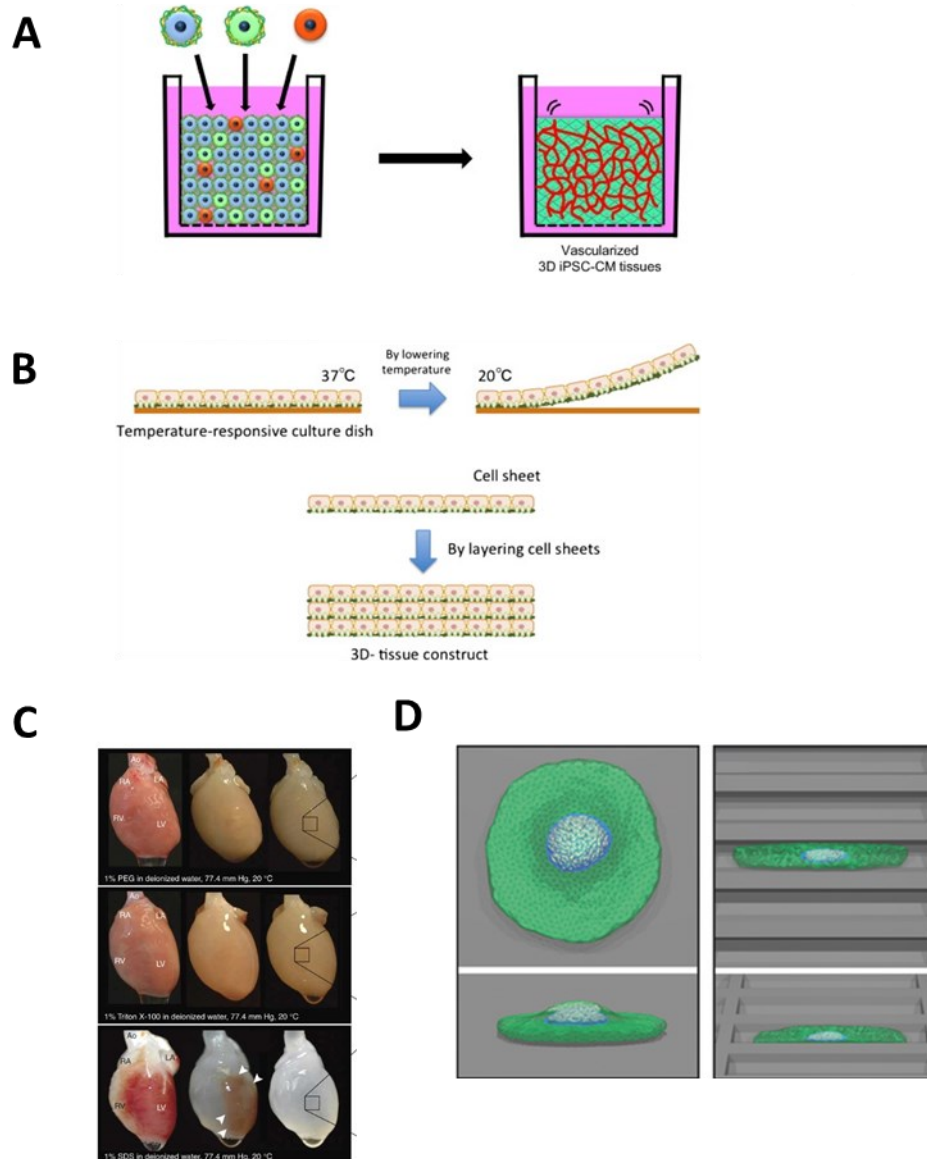 A
Vascularized
3D iPSC-CM tissues
B
37°C
By lowering
temperature
20°C
Temperature-responsive culture dish
Cell sheet
By layering cell sheets
3D- tissue construct
C
Ao
RA
LA
RV
LV
1% PEG in deionized water, 77.4 mm Hg, 20 °C
Ao
RA
LA
RV
LV
1% Triton X-100 in deionized water, 77.4 mm Hg, 20 °C
Ao
RA
LA
RV
LV
1% SDS in deionized water, 77.4 mm Hg, 20 °C
D